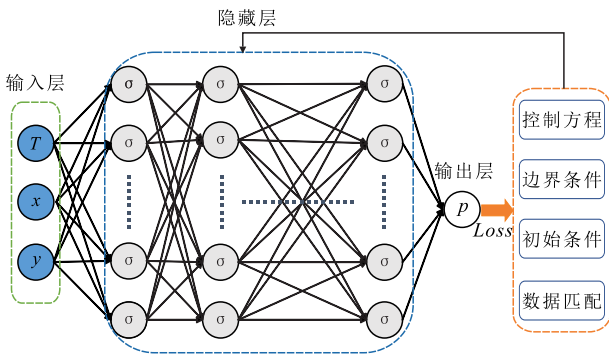 隐藏层
输入层
T
x
y
σ σ σ
σ σ σ
σ σ σ
σ σ σ
输出层
p
Loss
控制方程
边界条件
初始条件
数据匹配